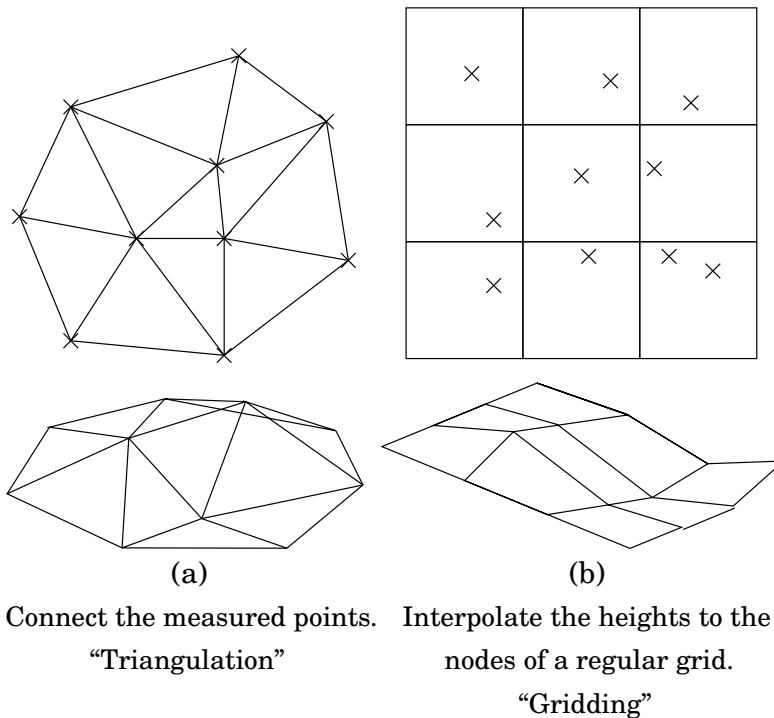 (a)
Connect the measured points.
“Triangulation”
(b)
Interpolate the heights to the
nodes of a regular grid.
“Gridding”